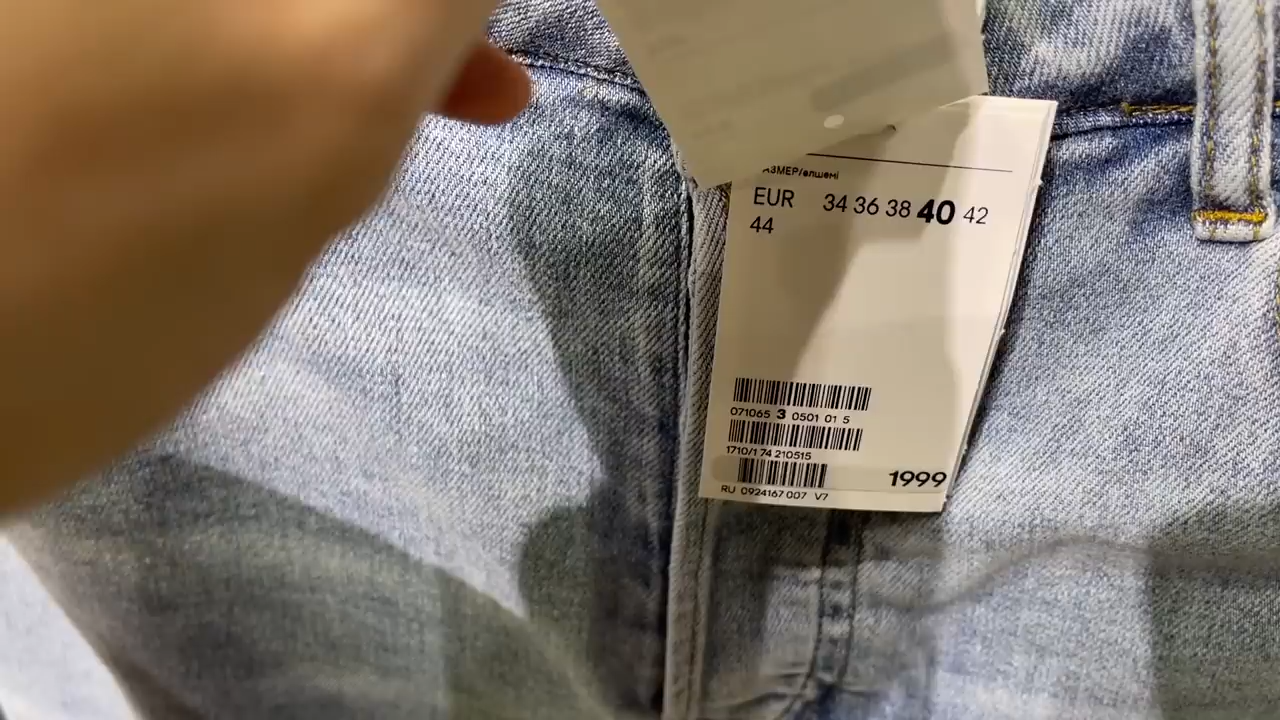 АЗМЕР/өлшемі
EUR 34 36 38 40 42
44
071065 3 0501 01 5
1710/1 74 210515
1999
RU 0924167 007 V7